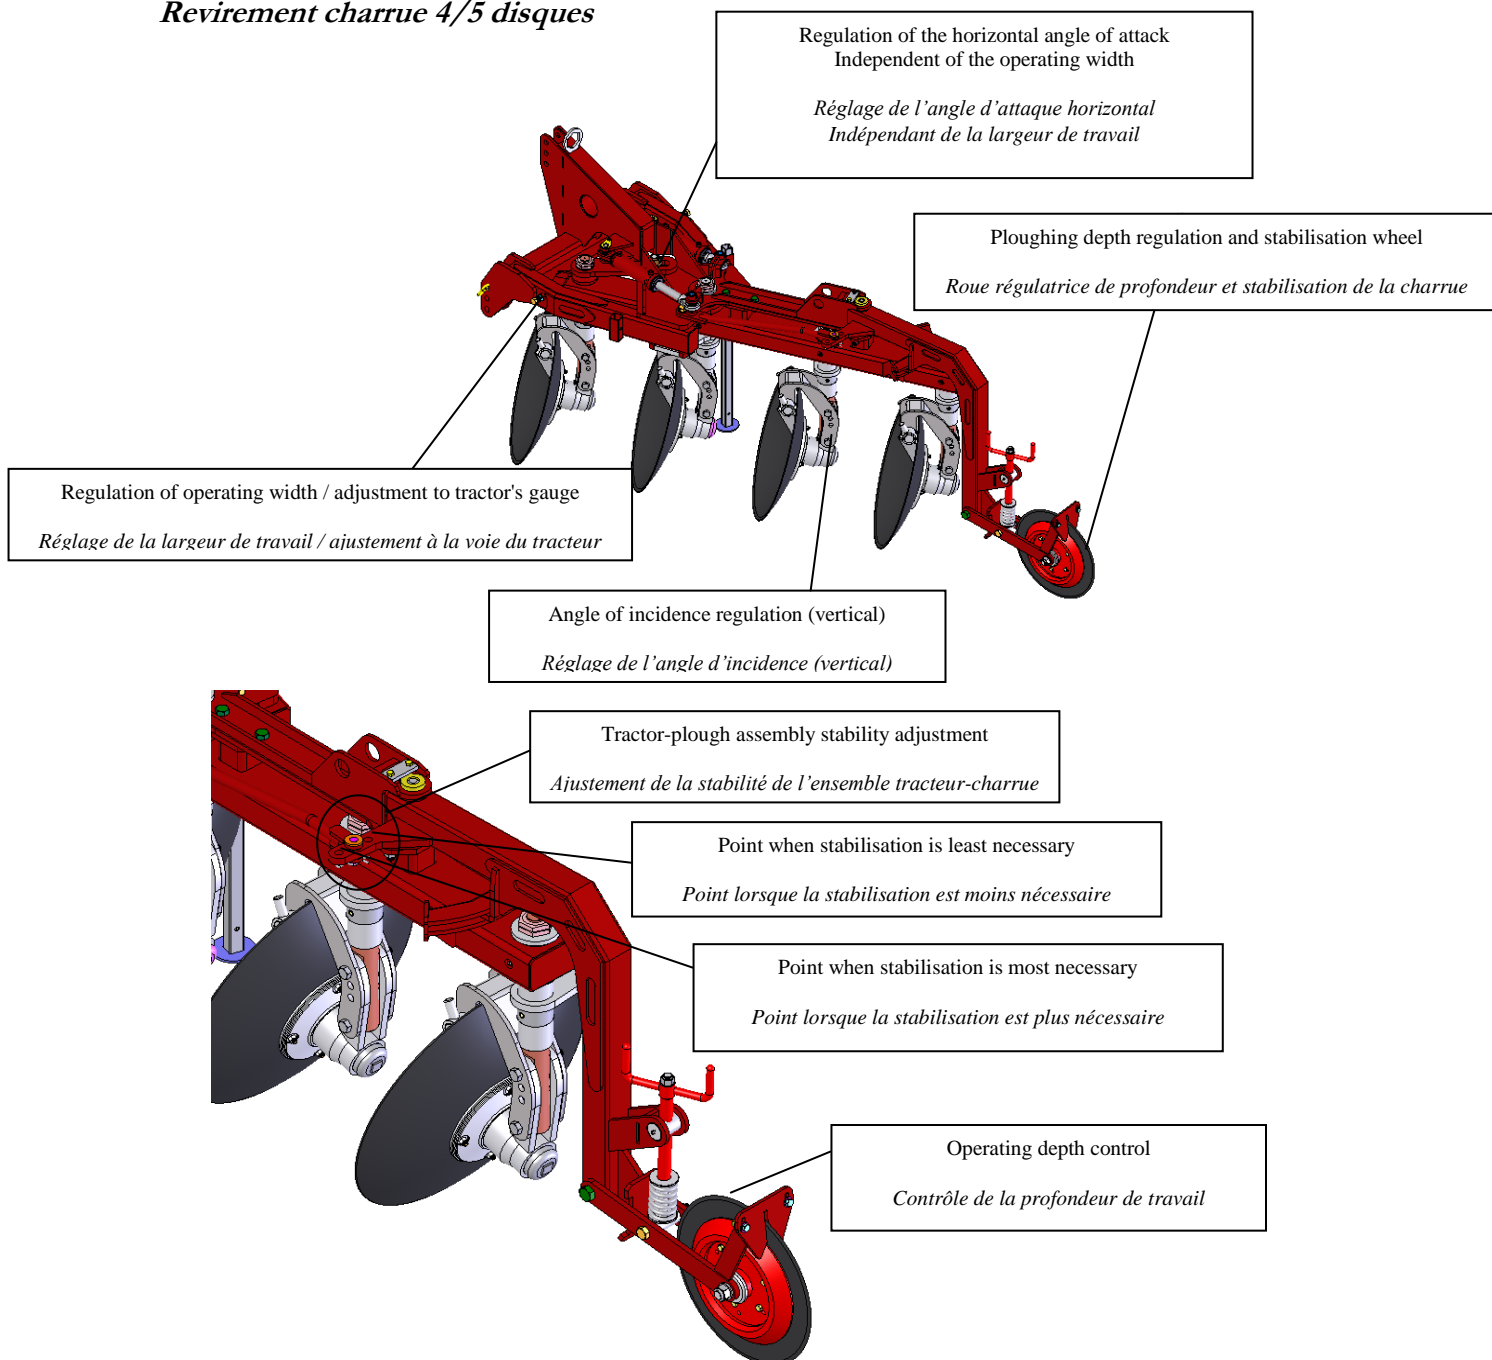 Revirement charrue 4/5 disques
Regulation of the horizontal angle of attack
Independent of the operating width
Réglage de l'angle d'attaque horizontal
Indépendant de la largeur de travail
Ploughing depth regulation and stabilisation wheel
Roue régulatrice de profondeur et stabilisation de la charrue
Regulation of operating width / adjustment to tractor's gauge
Réglage de la largeur de travail / ajustement à la voie du tracteur
Angle of incidence regulation (vertical)
Réglage de l'angle d'incidence (vertical)
Tractor-plough assembly stability adjustment
Ajustement de la stabilité de l'ensemble tracteur-charrue
Point when stabilisation is least necessary
Point lorsque la stabilisation est moins nécessaire
Point when stabilisation is most necessary
Point lorsque la stabilisation est plus nécessaire
Operating depth control
Contrôle de la profondeur de travail